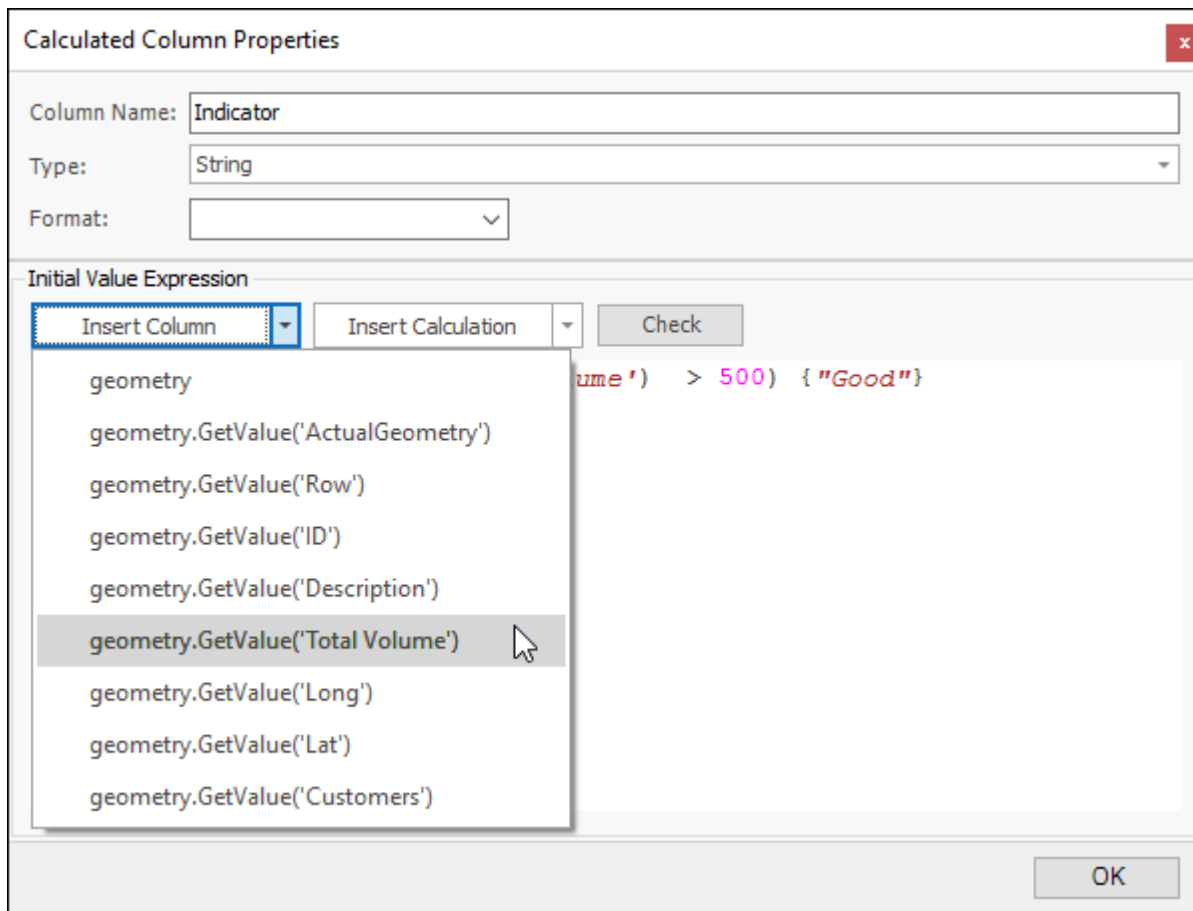 Calculated Column Properties
x
Column Name: Indicator
Type: String
Format:
Initial Value Expression
Insert Column Insert Calculation Check
ume')  > 500) {"Good"}
geometry
geometry.GetValue('ActualGeometry')
geometry.GetValue('Row')
geometry.GetValue('ID')
geometry.GetValue('Description')
geometry.GetValue('Total Volume')
geometry.GetValue('Long')
geometry.GetValue('Lat')
geometry.GetValue('Customers')
OK